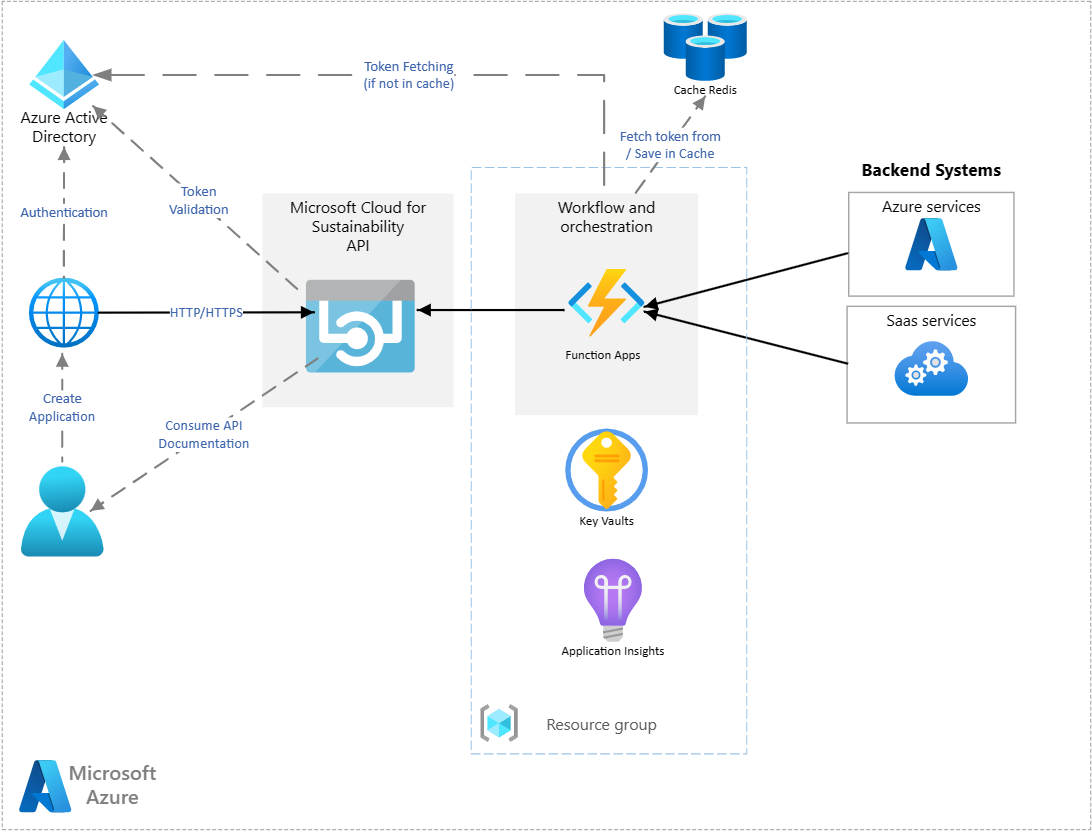 Cache Redis
Token Fetching
(if not in cache)
Azure Active
Directory
Fetch token from
/ Save in Cache
Backend Systems
Token
Validation
Authentication
Microsoft Cloud for
Sustainability
API
Workflow and
orchestration
Azure services
HTTP/HTTPS
Saas services
Function Apps
Create
Application
Consume API
Documentation
Key Vaults
Application Insights
Resource group
Microsoft
Azure